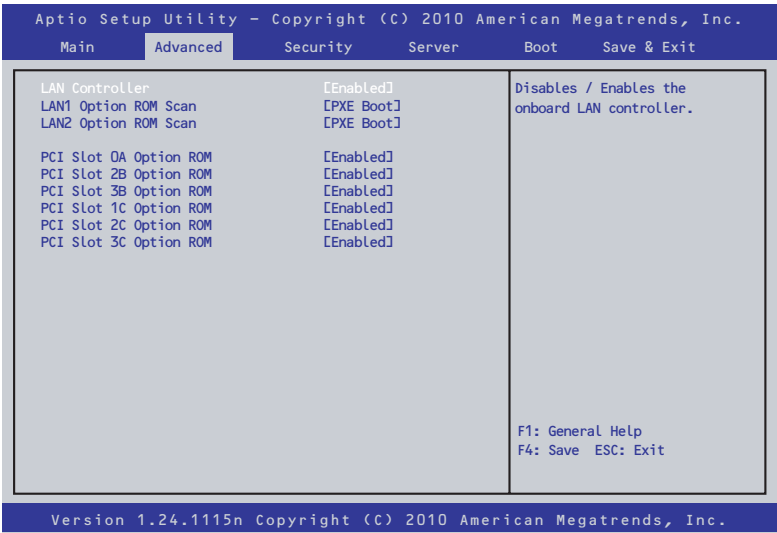 Aptio Setup Utility – Copyright (C) 2010 American Megatrends, Inc.
Main Advanced Security Server Boot Save & Exit
LAN Controller [Enabled]
LAN1 Option ROM Scan [PXE Boot]
LAN2 Option ROM Scan [PXE Boot]
PCI Slot 0A Option ROM [Enabled]
PCI Slot 2B Option ROM [Enabled]
PCI Slot 3B Option ROM [Enabled]
PCI Slot 1C Option ROM [Enabled]
PCI Slot 2C Option ROM [Enabled]
PCI Slot 3C Option ROM [Enabled]
Disables / Enables the
onboard LAN controller.
F1: General Help
F4: Save ESC: Exit
Version 1.24.1115n Copyright (C) 2010 American Megatrends, Inc.